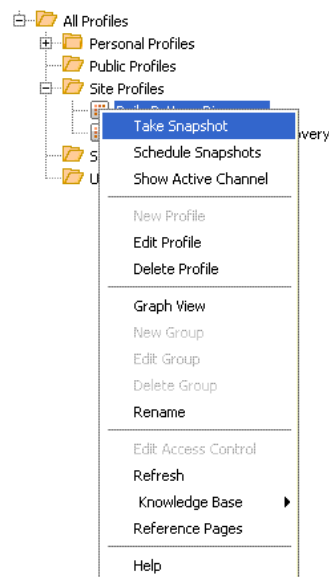 All Profiles
Personal Profiles
Public Profiles
Site Profiles
Take Snapshot
very
Schedule Snapshots
S
Show Active Channel
U
New Profile
Edit Profile
Delete Profile
Graph View
New Group
Edit Group
Delete Group
Rename
Edit Access Control
Refresh
Knowledge Base
Reference Pages
Help